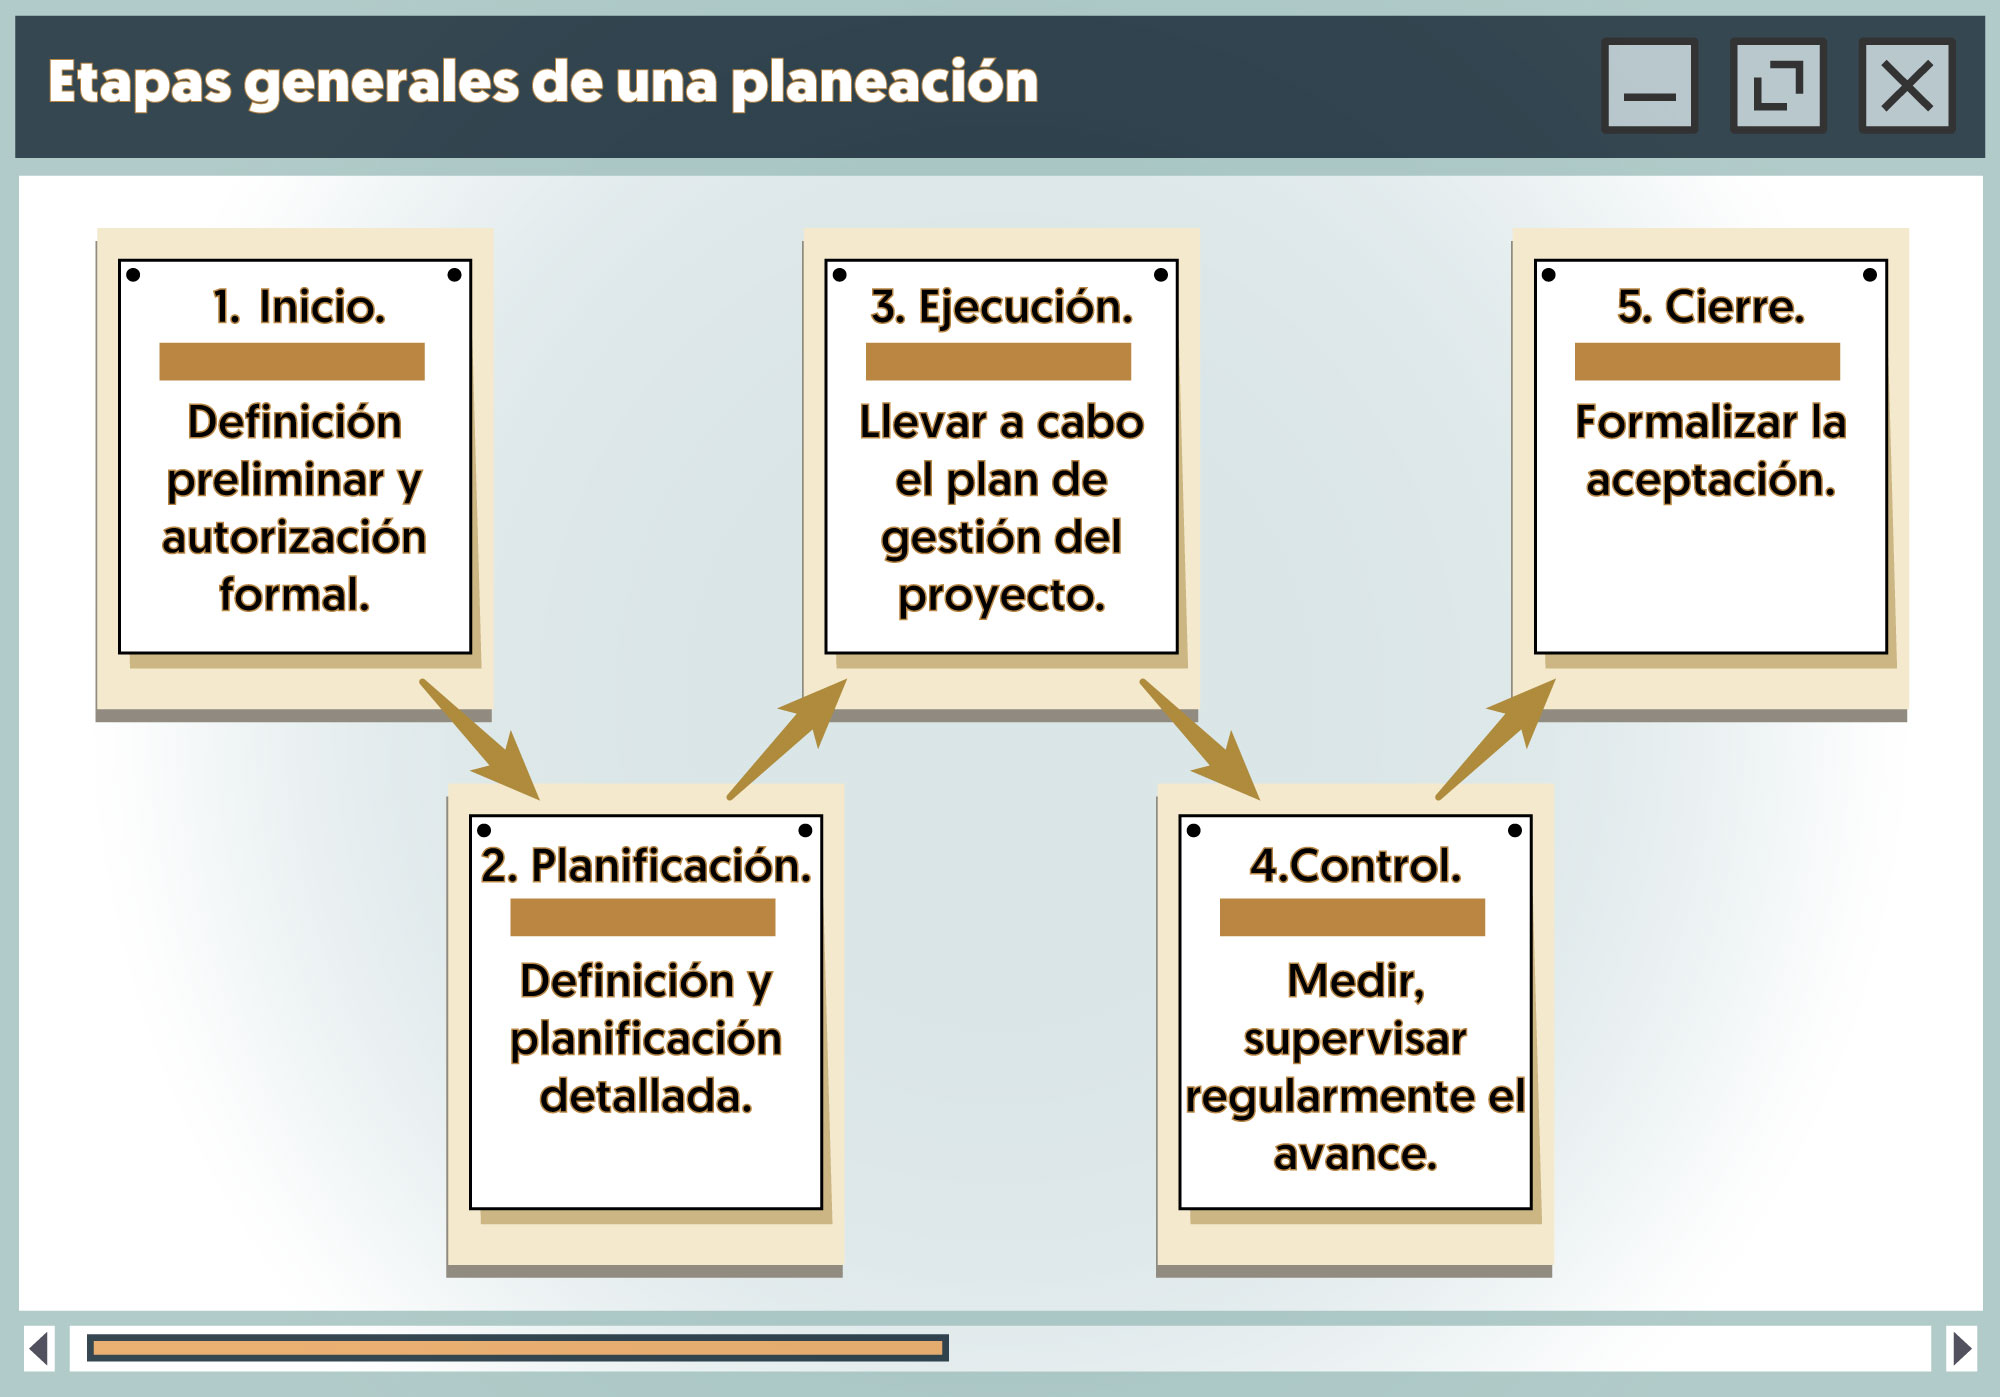 Etapas generales de una planeación
1. Inicio.
Definición
preliminar y
autorización
formal.
2. Planificación.
Definición y
planificación
detallada.
3. Ejecución.
Llevar a cabo
el plan de
gestión del
proyecto.
4.Control.
Medir,
supervisar
regularmente el
avance.
5. Cierre.
Formalizar la
aceptación.